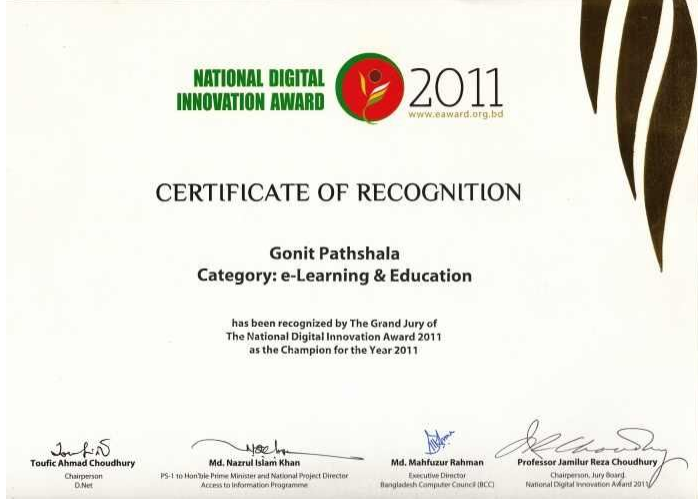 NATIONAL DIGITAL
INNOVATION AWARD
2011
www.eaward.org.bd
CERTIFICATE OF RECOGNITION
Gonit Pathshala
Category: e-Learning & Education
has been recognized by The Grand Jury of
The National Digital Innovation Award 2011
as the Champion for the Year 2011
Toufic Ahmad Choudhury
Chairperson
D.Net
Md. Nazrul Islam Khan
PS-1 to Hon'ble Prime Minister and National Project Director
Access to Information Programme
Md. Mahfuzur Rahman
Executive Director
Bangladesh Computer Council (BCC)
Professor Jamilur Reza Choudhury
Chairperson, Jury Board
National Digital Innovation Award 2011